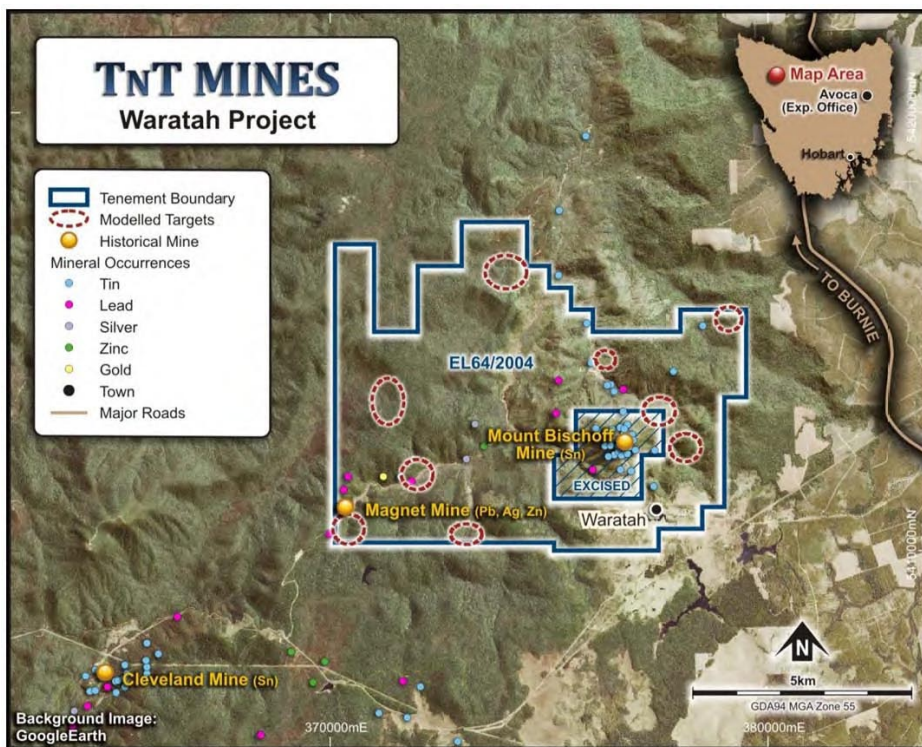 TNT MINES
Waratah Project
Tenement Boundary
Modelled Targets
Historical Mine
Mineral Occurrences
Tin
Lead
Silver
Zinc
Gold
Town
Major Roads
Map Area
Avoca
(Exp. Office)
Hobart
TO BURNIE
EL64/2004
Mount Bischoff
Mine (Sn)
EXCISED
Magnet Mine (Pb, Ag, Zn)
Waratah
Cleveland Mine (Sn)
N
5km
GDA94 MGA Zone 55
Background Image:
GoogleEarth
370000mE
380000mE